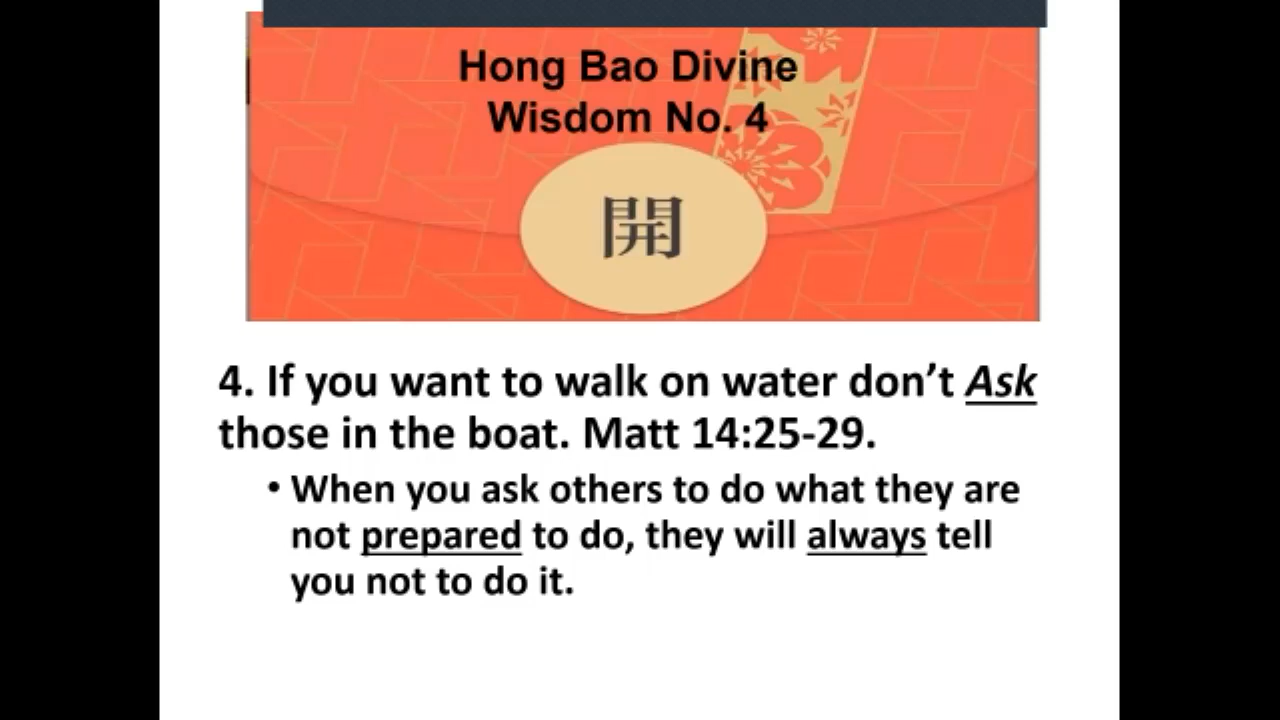 Hong Bao Divine
Wisdom No. 4
開
4. If you want to walk on water don’t Ask
those in the boat. Matt 14:25-29.
• When you ask others to do what they are
not prepared to do, they will always tell
you not to do it.